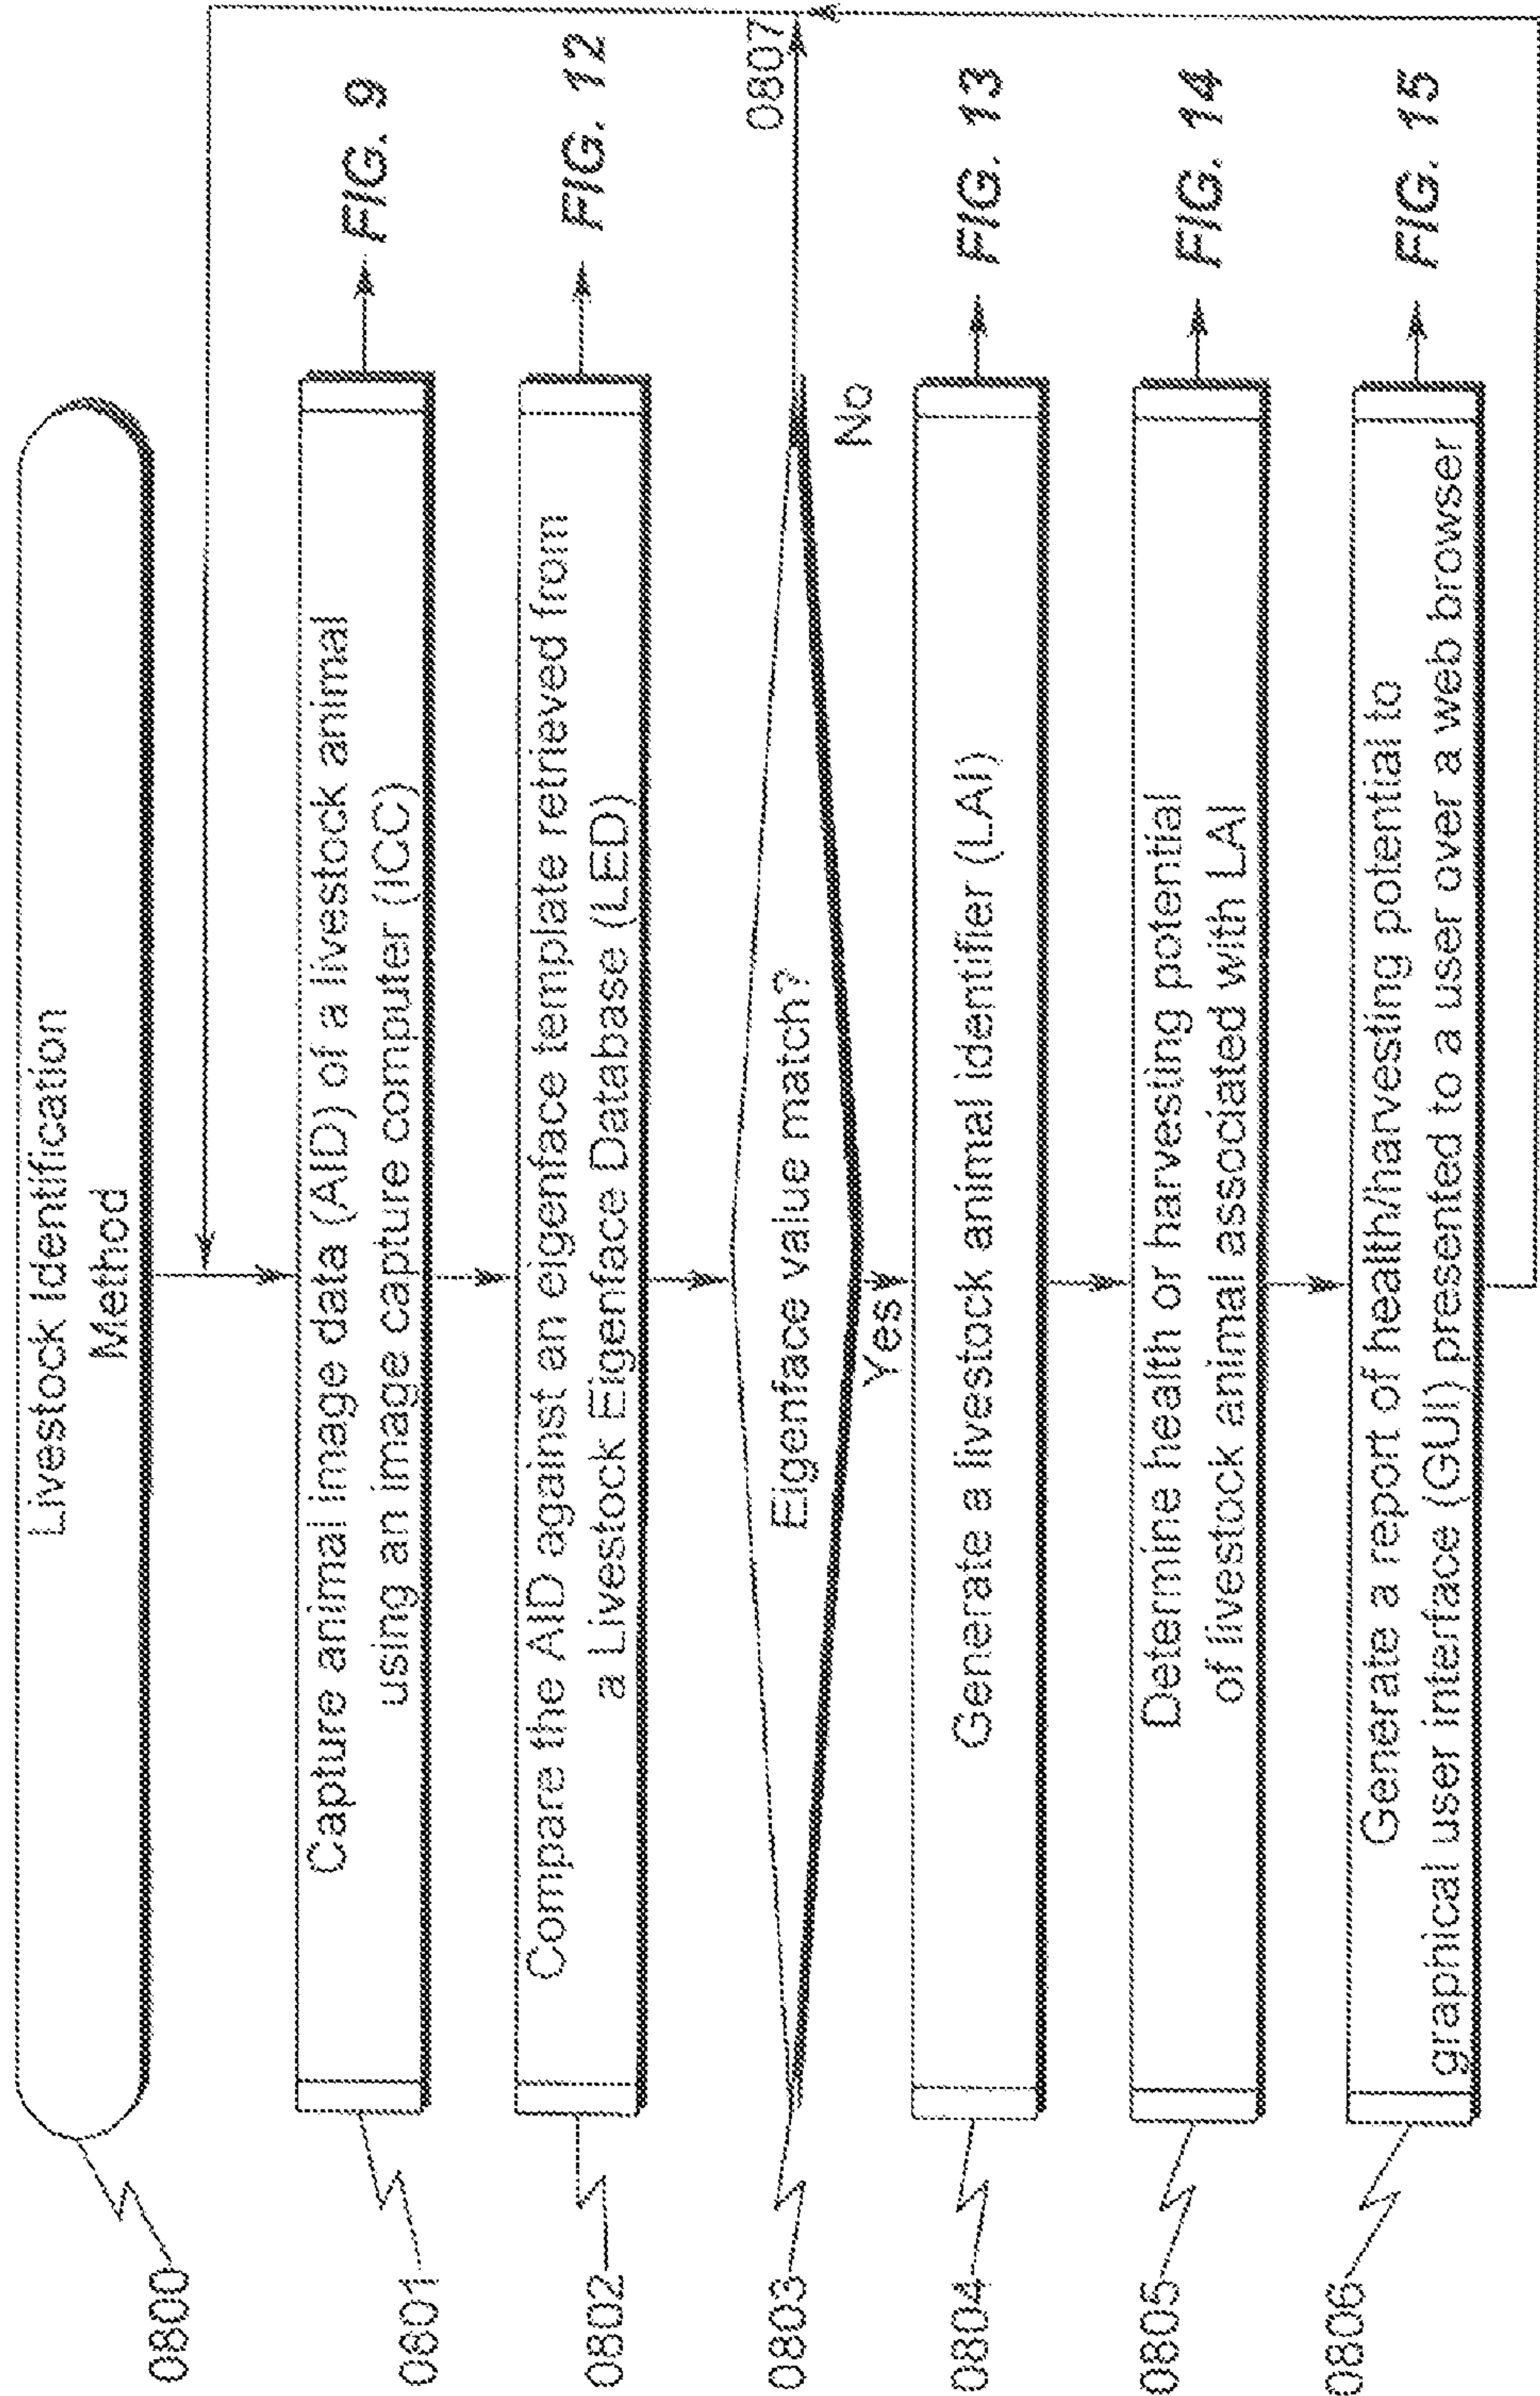 Livestock Identification
Method
0800
Capture animal image data (AID) of a livestock animal
using an image capture computer (ICC)
0801
FIG. 9
Compare the AID against an eigenface template retrieved from
a Livestock Eigenface Database (LED)
0802
FIG. 12
Eigenface value match?
0803
0807
No
Yes
Generate a livestock animal identifier (LAI)
0804
FIG. 13
Determine health or harvesting potential
of livestock animal associated with LAI
0805
FIG. 14
Generate a report of health/harvesting potential to
graphical user interface (GUI) presented to a user over a web browser
0806
FIG. 15